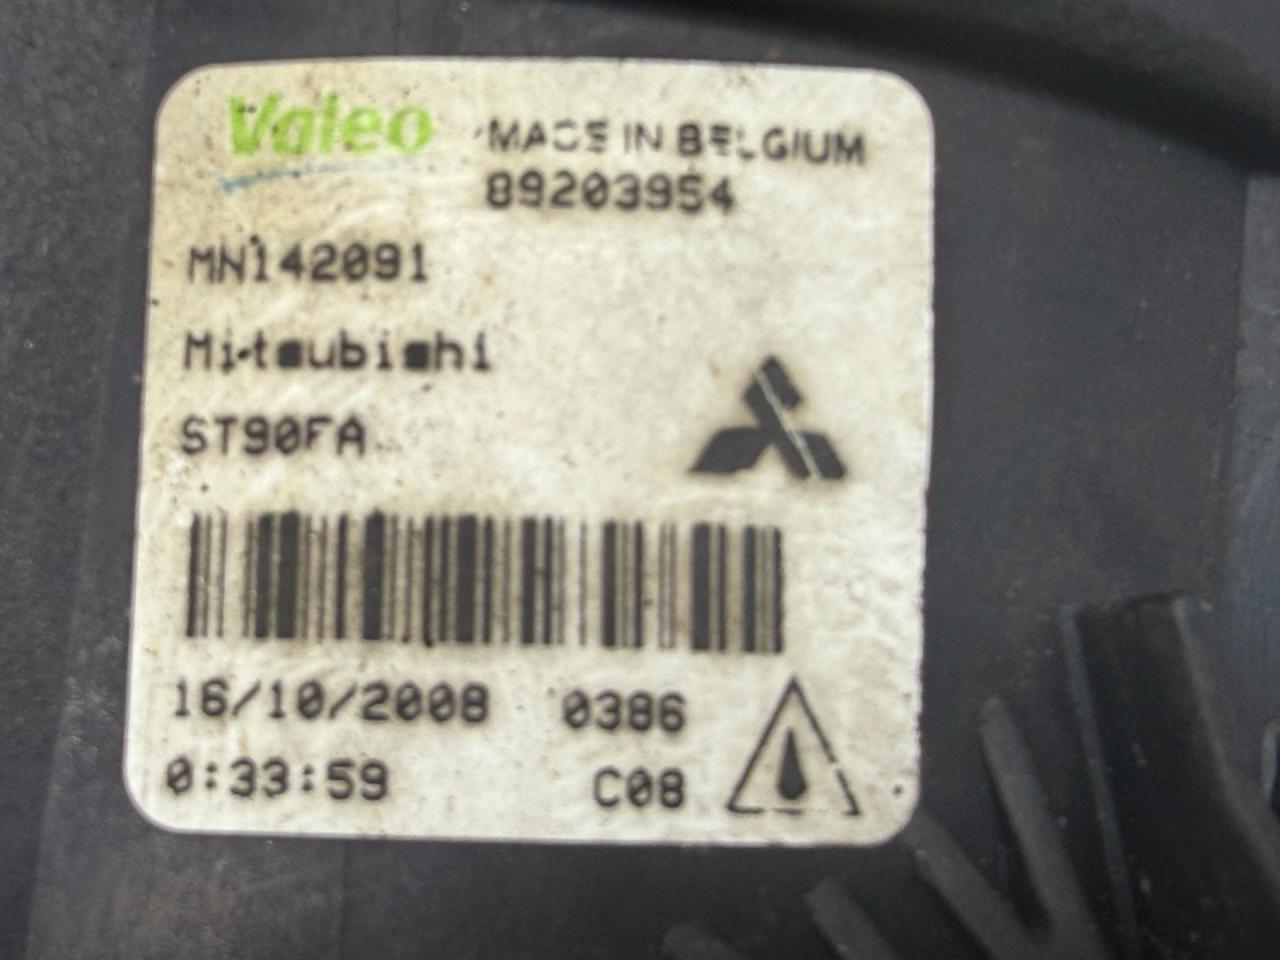 Valeo
MADE IN BELGIUM
89203954
MN142091
Mitsubishi
ST90FA
16/10/2008 0386
0:33:59 C08